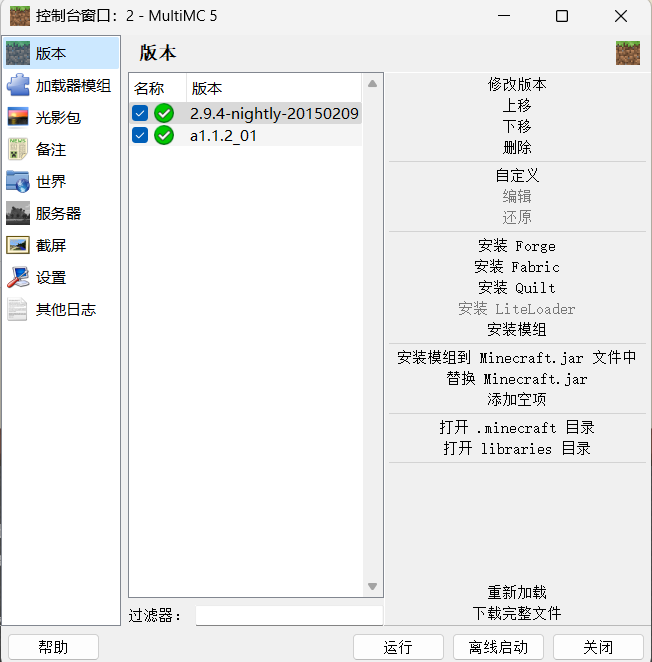 控制台窗口：2 - MultiMC 5
版本
加载器模组
光影包
备注
世界
服务器
截屏
设置
其他日志
版本
名称 版本
2.9.4-nightly-20150209
a1.1.2_01
过滤器：
修改版本
上移
下移
删除
自定义
编辑
还原
安装 Forge
安装 Fabric
安装 Quilt
安装 LiteLoader
安装模组
安装模组到 Minecraft.jar 文件中
替换 Minecraft.jar
添加空项
打开 .minecraft 目录
打开 libraries 目录
重新加载
下载完整文件
帮助 运行 离线启动 关闭